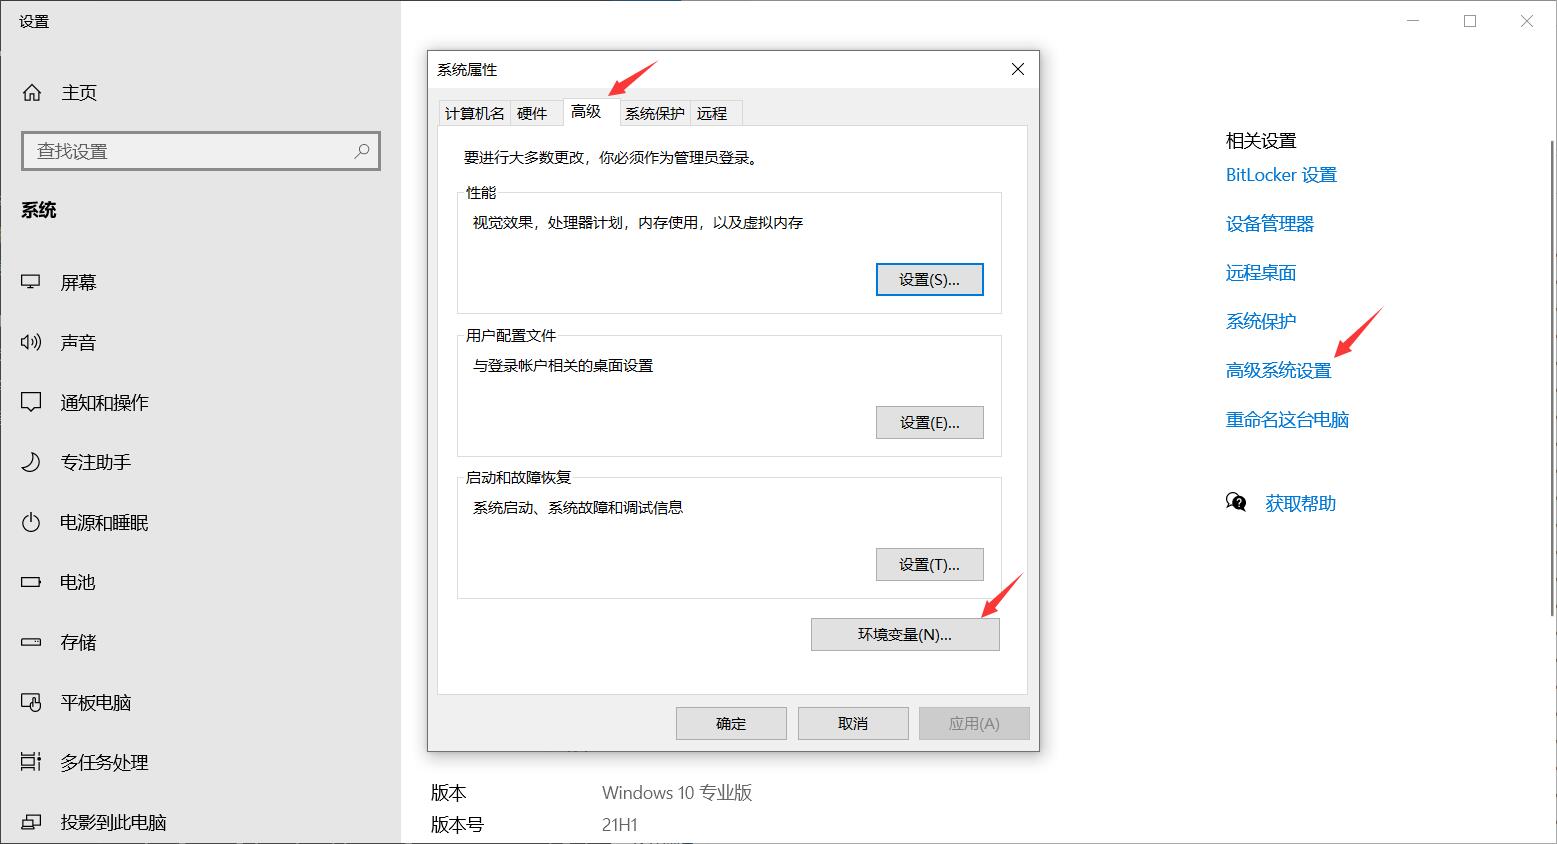 设置
主页
查找设置
系统
屏幕
声音
通知和操作
专注助手
电源和睡眠
电池
存储
平板电脑
多任务处理
投影到此电脑
系统属性
计算机名 硬件 高级 系统保护 远程
要进行大多数更改，你必须作为管理员登录。
性能
视觉效果，处理器计划，内存使用，以及虚拟内存
设置(S)...
用户配置文件
与登录帐户相关的桌面设置
设置(E)...
启动和故障恢复
系统启动、系统故障和调试信息
设置(T)...
环境变量(N)...
确定 取消 应用(A)
版本 Windows 10 专业版
版本号 21H1
相关设置
BitLocker 设置
设备管理器
远程桌面
系统保护
高级系统设置
重命名这台电脑
获取帮助